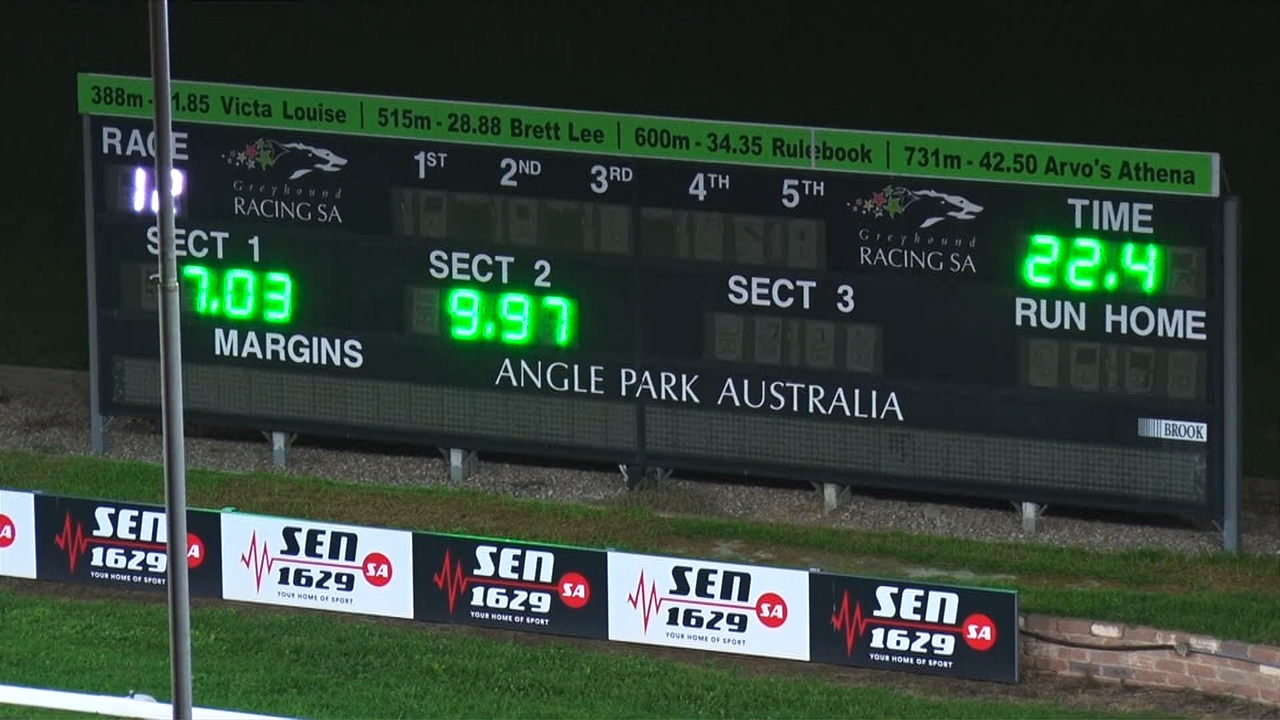 388m - 1.85 Victa Louise | 515m - 28.88 Brett Lee | 600m - 34.35 Rulebook | 731m - 42.50 Arvo's Athena
RACE
12
Greyhound
RACING SA
1ST 2ND 3RD 4TH 5TH
Greyhound
RACING SA
TIME
22.4
SECT 1
7.03
SECT 2
9.97
SECT 3
RUN HOME
MARGINS
ANGLE PARK AUSTRALIA
BROOK
SA
SEN
1629 SA
YOUR HOME OF SPORT
SEN
1629 SA
YOUR HOME OF SPORT
SEN
1629 SA
YOUR HOME OF SPORT
SEN
1629 SA
YOUR HOME OF SPORT
SEN
1629 SA
YOUR HOME OF SPORT